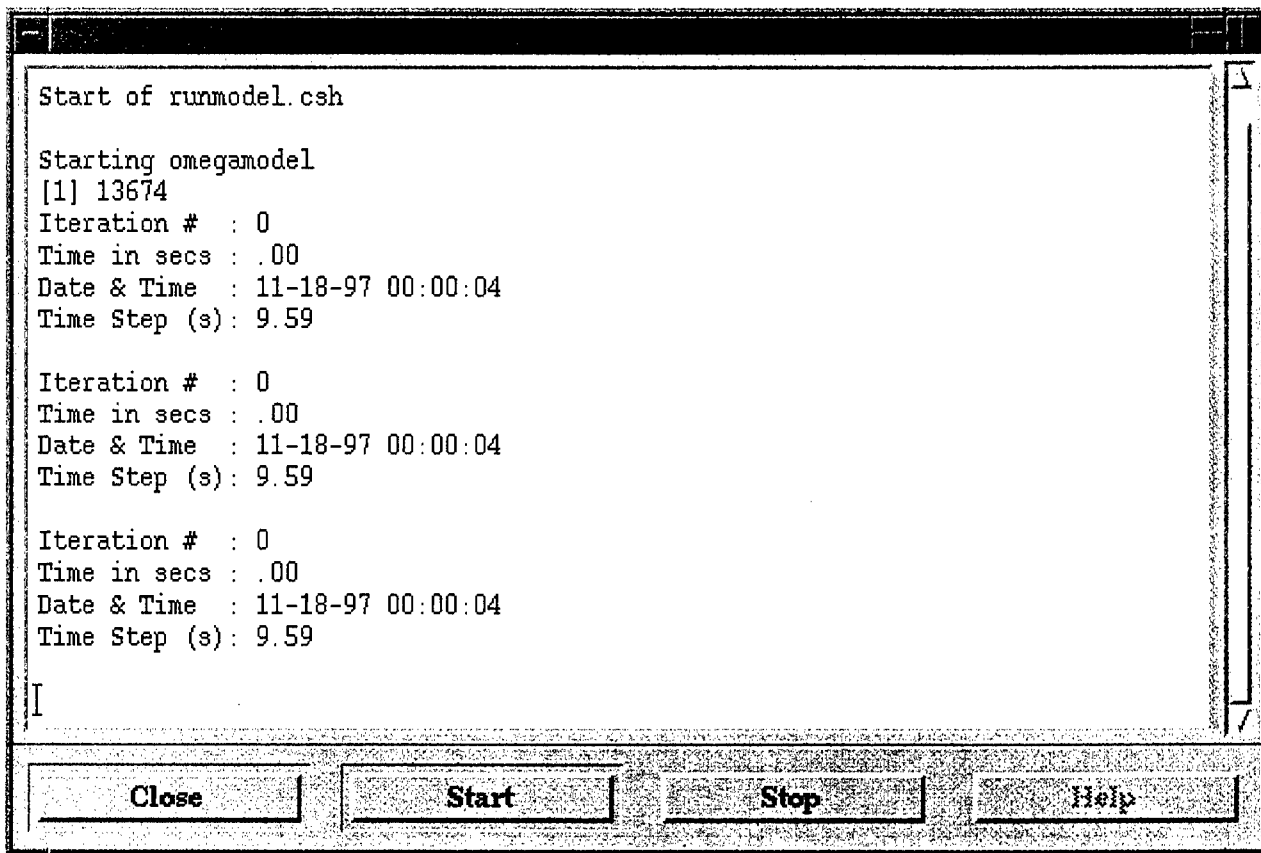 Start of runmodel.csh
Starting omegamodel
[1] 13674
Iteration #  : 0
Time in secs : .00
Date & Time  : 11-18-97 00:00:04
Time Step (s): 9.59
Iteration #  : 0
Time in secs : .00
Date & Time  : 11-18-97 00:00:04
Time Step (s): 9.59
Iteration #  : 0
Time in secs : .00
Date & Time  : 11-18-97 00:00:04
Time Step (s): 9.59
Close Start Stop Help